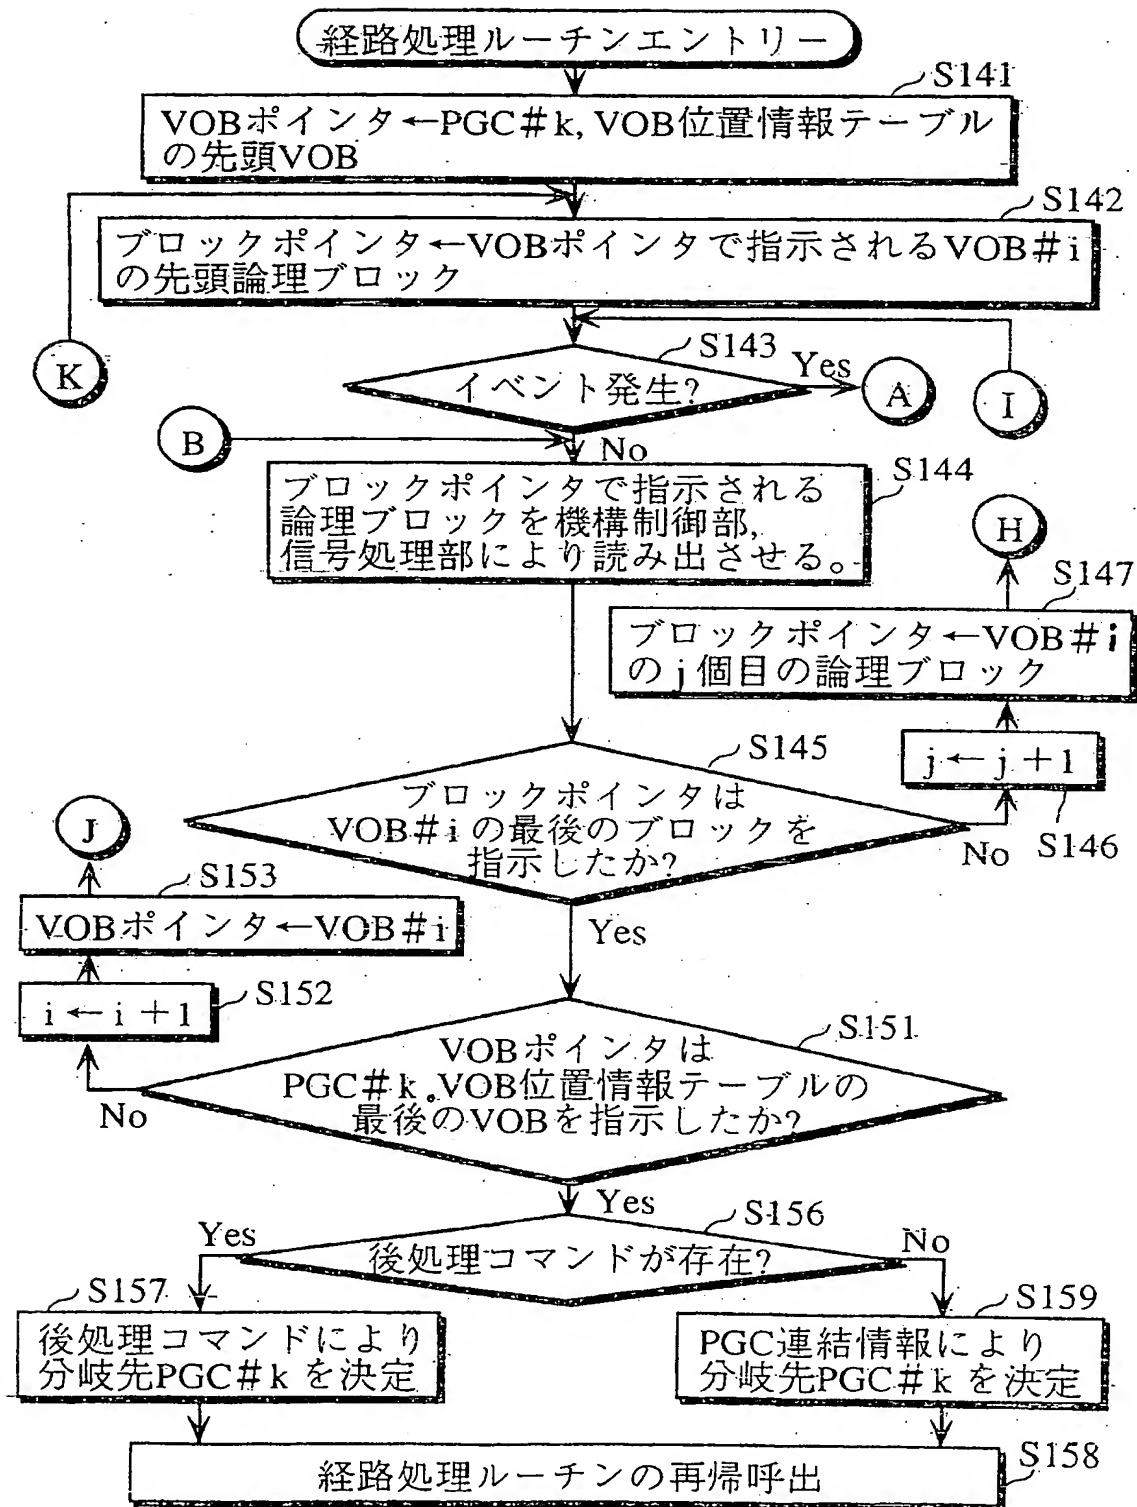 経路処理ルーチンエントリー
S141
VOBポインタ←PGC#k, VOB位置情報テーブル
の先頭VOB
S142
ブロックポインタ←VOBポインタで指示されるVOB#i
の先頭論理ブロック
K
S143
イベント発生?
Yes
A
I
B
No
S144
ブロックポインタで指示される
論理ブロックを機構制御部,
信号処理部により読み出させる。
H
S147
ブロックポインタ←VOB#i
のj個目の論理ブロック
S145
j←j+1
S146
ブロックポインタは
VOB#iの最後のブロックを
指示したか?
No
J
S153
VOBポインタ←VOB#i
Yes
S152
i←i+1
S151
VOBポインタは
PGC#k。VOB位置情報テーブルの
最後のVOBを指示したか?
No
Yes
S156
後処理コマンドが存在?
Yes
No
S157
後処理コマンドにより
分岐先PGC#kを決定
S159
PGC連結情報により
分岐先PGC#kを決定
S158
経路処理ルーチンの再帰呼出